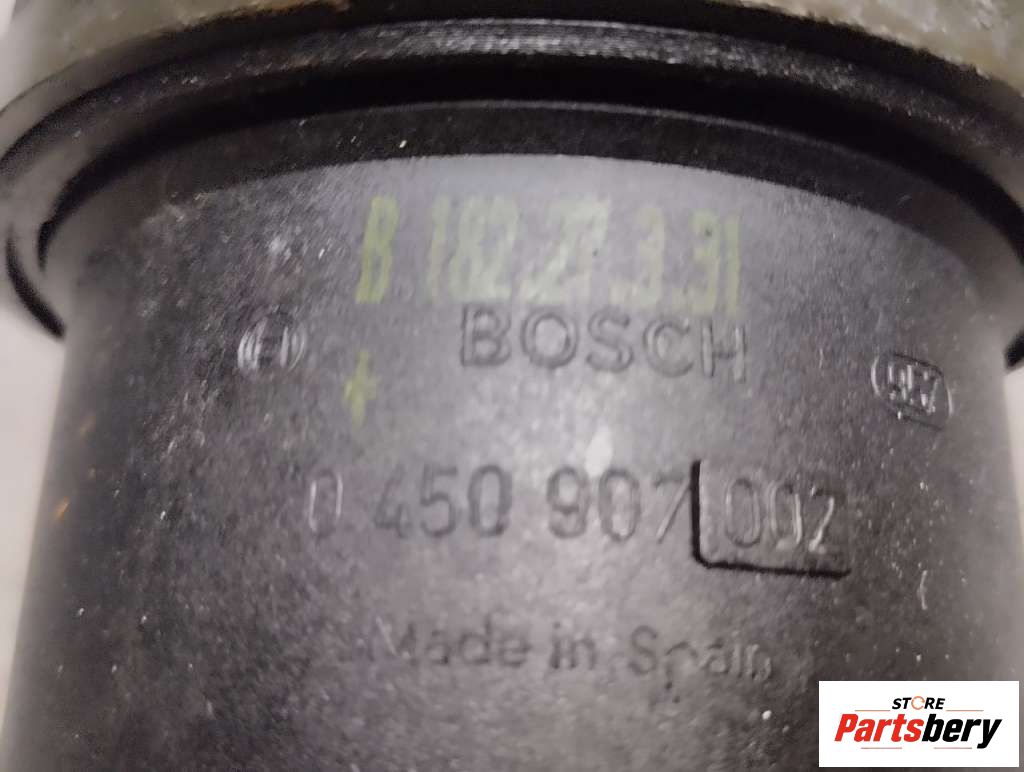 B 182.27.3.31
BOSCH
0 450 907 002
Made in Spain
STORE
Partsbery